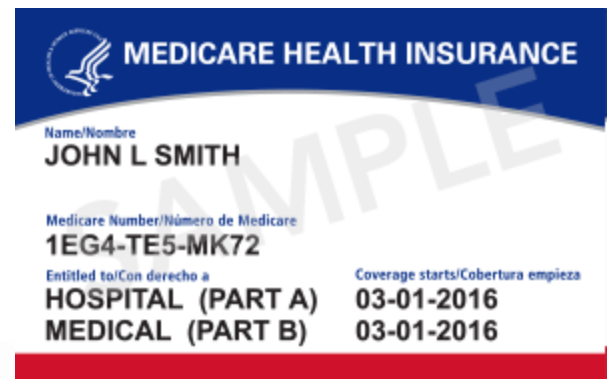 MEDICARE HEALTH INSURANCE
SAMPLE
Name/Nombre
JOHN L SMITH
Medicare Number/Número de Medicare
1EG4-TE5-MK72
Entitled to/Con derecho a Coverage starts/Cobertura empieza
HOSPITAL (PART A) 03-01-2016
MEDICAL (PART B) 03-01-2016